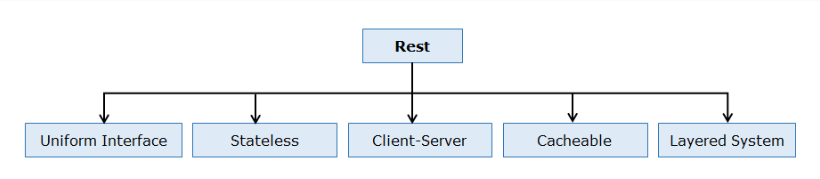 Rest
Uniform Interface
Stateless
Client-Server
Cacheable
Layered System